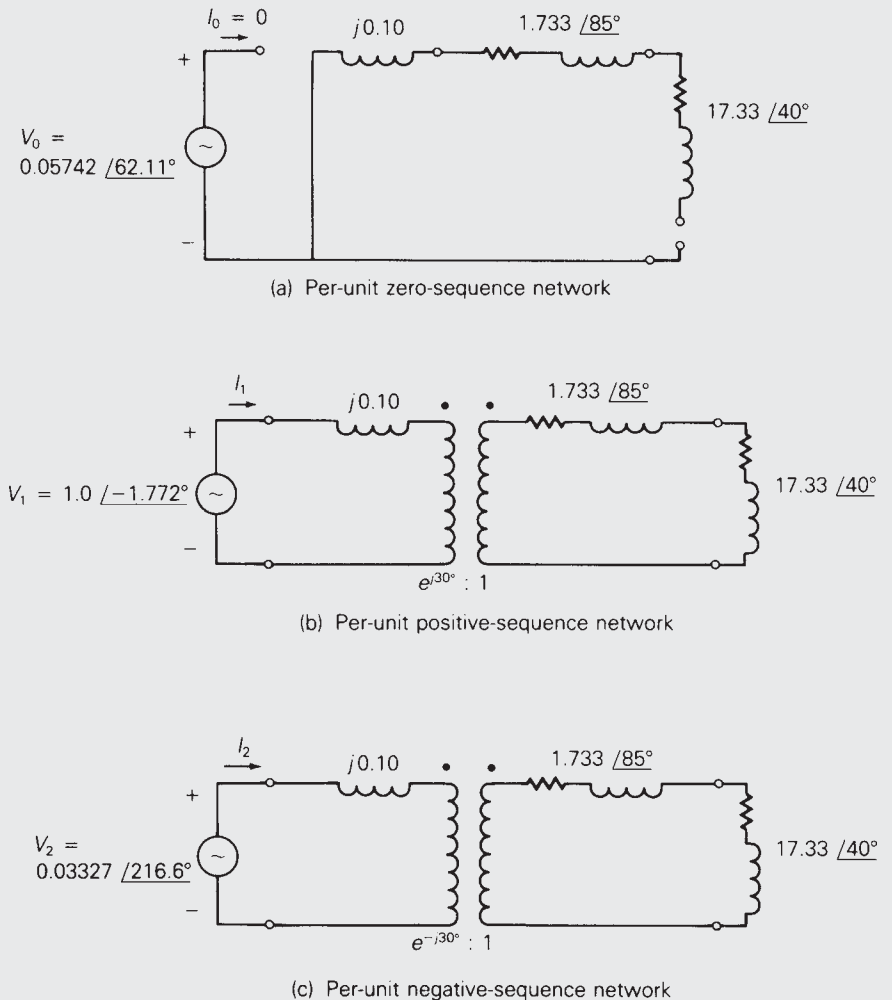 I₀ = 0
j0.10
1.733 /85°
+
17.33 /40°
V₀ =
0.05742 /62.11°
~
−
(a) Per-unit zero-sequence network
I₁
j0.10
1.733 /85°
+
V₁ = 1.0 /−1.772°
~
17.33 /40°
−
e^{j30°} : 1
(b) Per-unit positive-sequence network
I₂
j0.10
1.733 /85°
+
V₂ =
0.03327 /216.6°
~
17.33 /40°
−
e^{−j30°} : 1
(c) Per-unit negative-sequence network